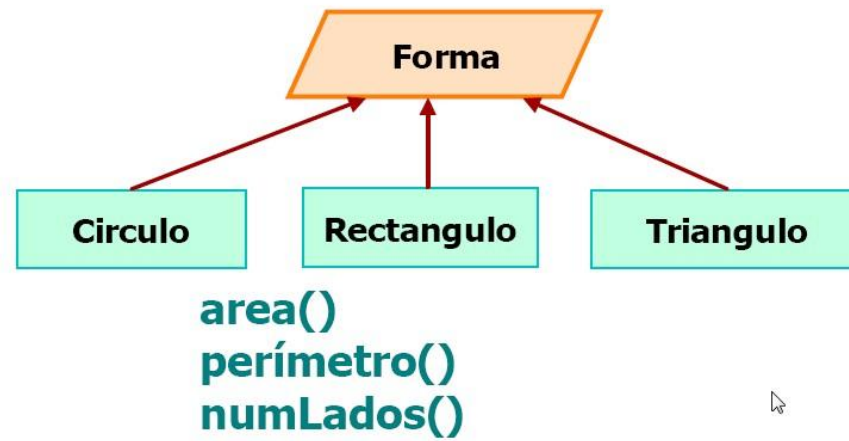 Forma
Circulo
Rectangulo
Triangulo
area()
perímetro()
numLados()